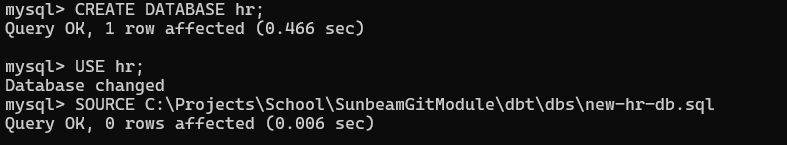 mysql> CREATE DATABASE hr;
Query OK, 1 row affected (0.466 sec)
mysql> USE hr;
Database changed
mysql> SOURCE C:\Projects\School\SunbeamGitModule\dbt\dbs\new-hr-db.sql
Query OK, 0 rows affected (0.006 sec)